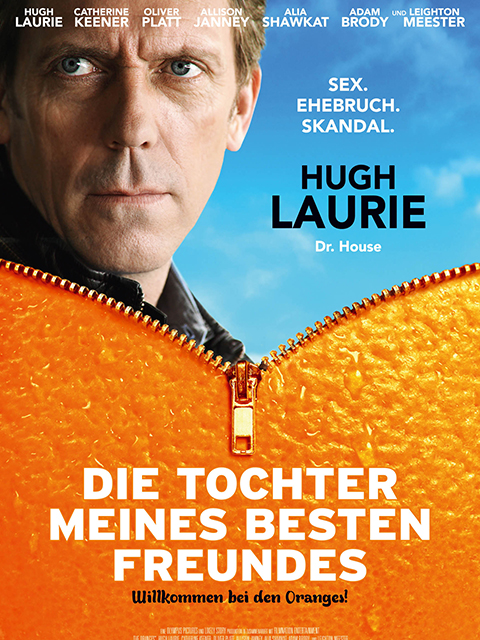 HUGH LAURIE CATHERINE KEENER OLIVER PLATT ALLISON JANNEY ALIA SHAWKAT ADAM BRODY UND LEIGHTON MEESTER
SEX.
EHEBRUCH.
SKANDAL.
HUGH
LAURIE
Dr. House
DIE TOCHTER
MEINES BESTEN
FREUNDES
Willkommen bei den Oranges!